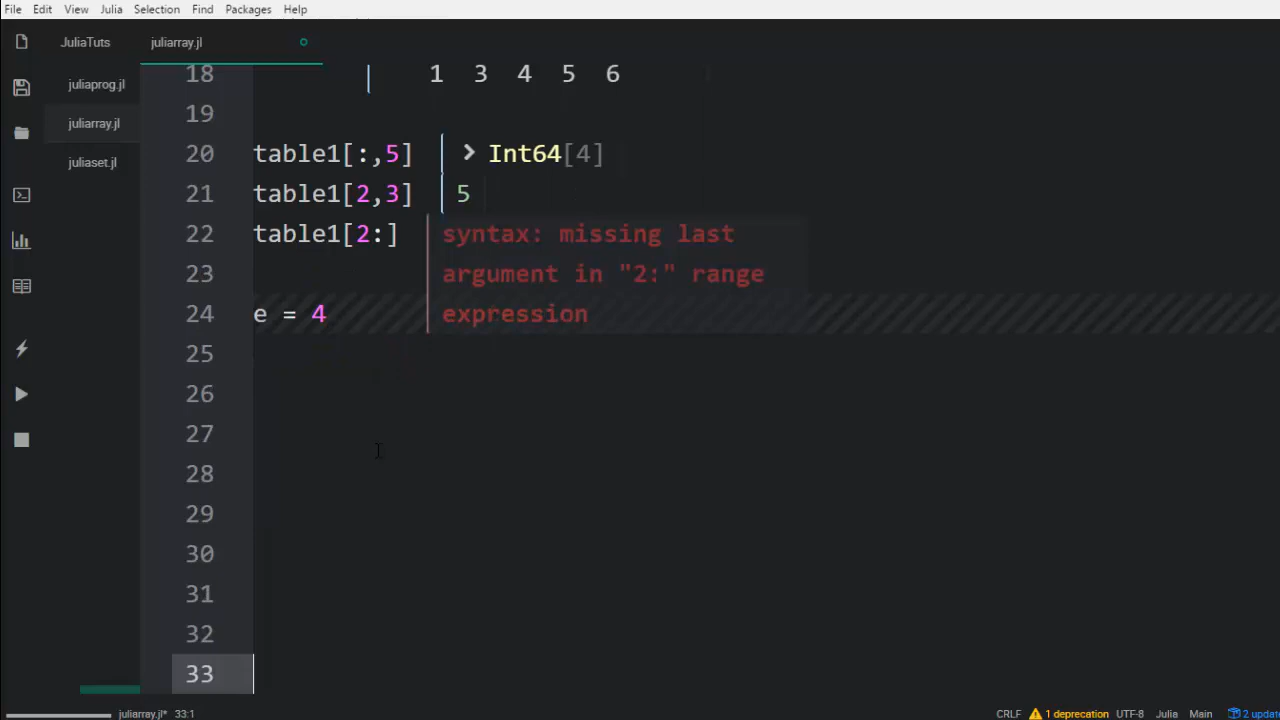 File Edit View Julia Selection Find Packages Help
JuliaTuts juliarray.jl
juliaprog.jl
juliarray.jl
juliaset.jl
18 1 3 4 5 6
19
20 table1[:,5] > Int64[4]
21 table1[2,3] 5
22 table1[2:] syntax: missing last
23 argument in "2:" range
24 e = 4 expression
25
26
27
28
29
30
31
32
33
juliarray.jl* 33:1 CRLF 1 deprecation UTF-8 Julia Main 2 updat